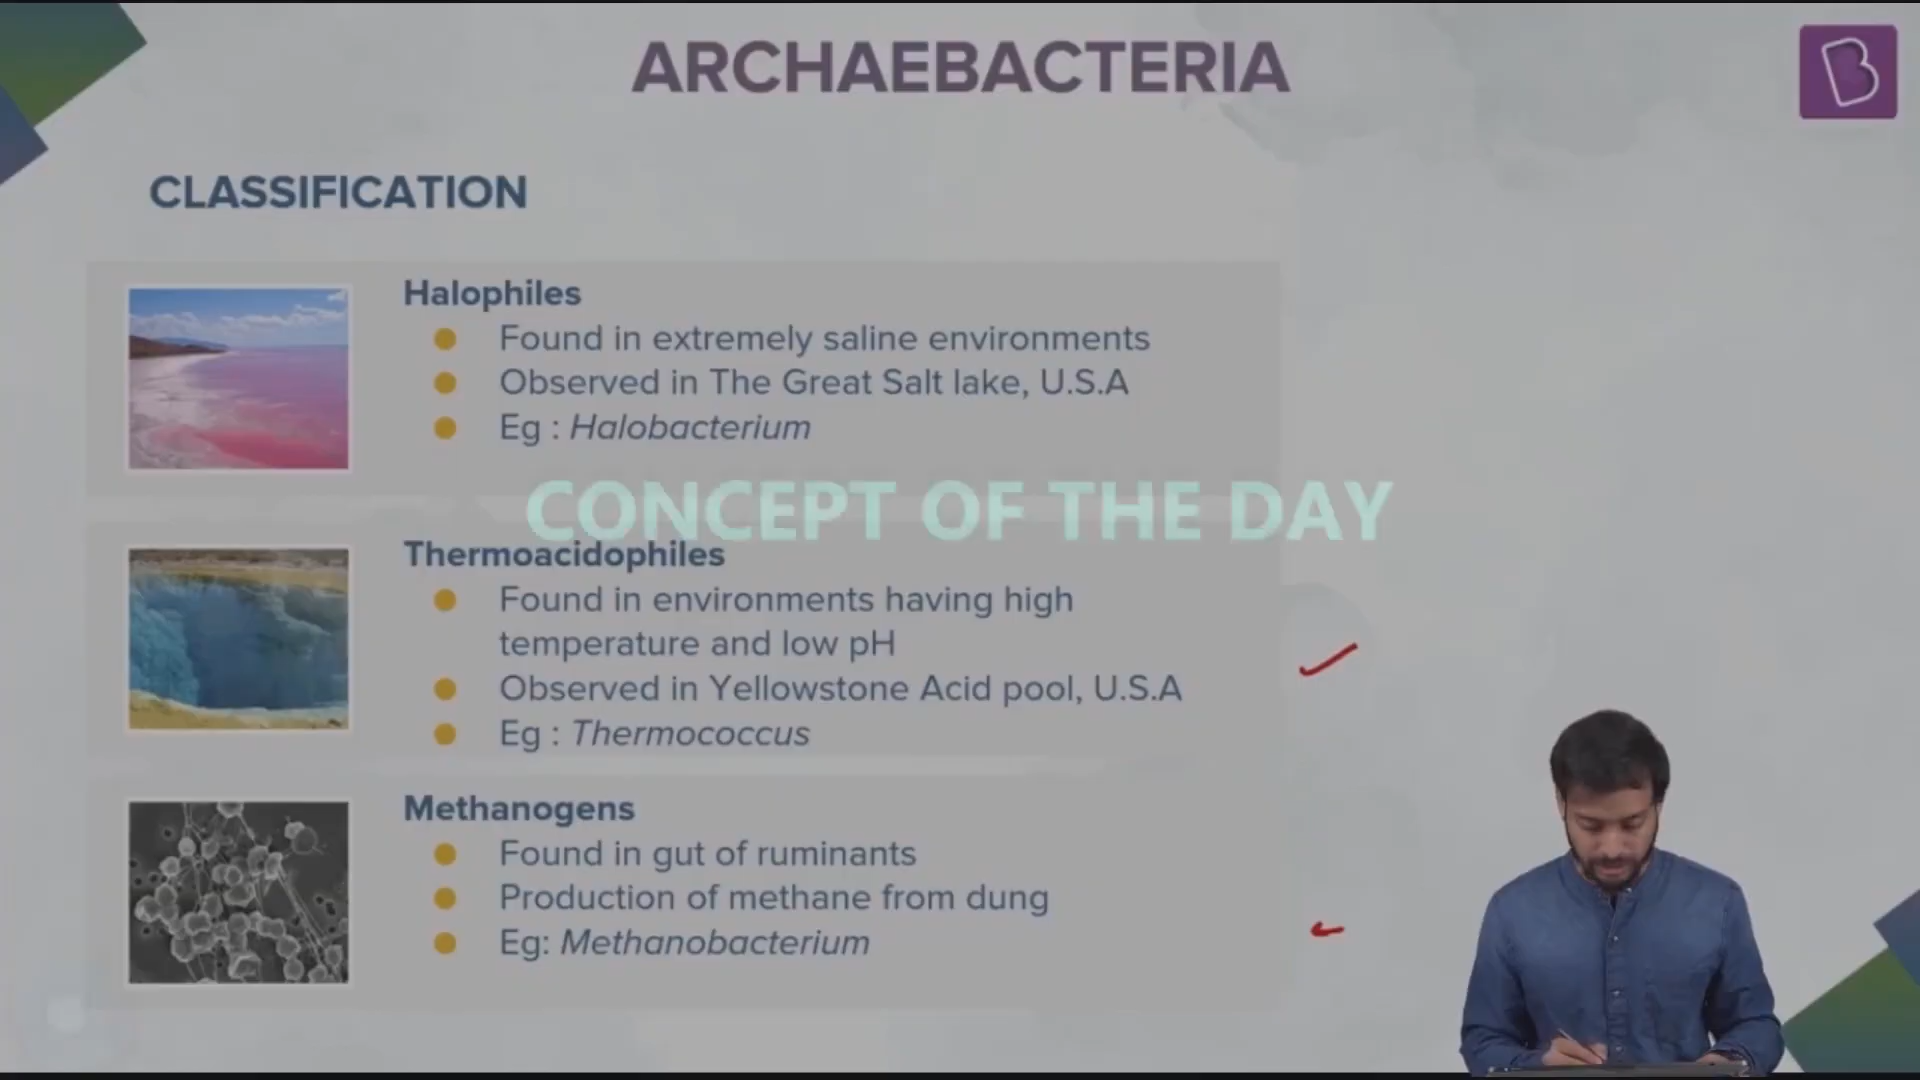 ARCHAEBACTERIA
B
CLASSIFICATION
Halophiles
Found in extremely saline environments
Observed in The Great Salt lake, U.S.A
Eg : Halobacterium
CONCEPT OF THE DAY
Thermoacidophiles
Found in environments having high
temperature and low pH
Observed in Yellowstone Acid pool, U.S.A
Eg : Thermococcus
Methanogens
Found in gut of ruminants
Production of methane from dung
Eg: Methanobacterium